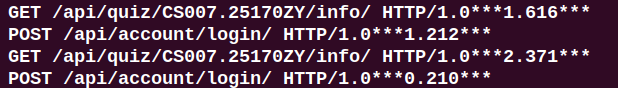 GET /api/quiz/CS007.25170ZY/info/ HTTP/1.0***1.616***
POST /api/account/login/ HTTP/1.0***1.212***
GET /api/quiz/CS007.25170ZY/info/ HTTP/1.0***2.371***
POST /api/account/login/ HTTP/1.0***0.210***